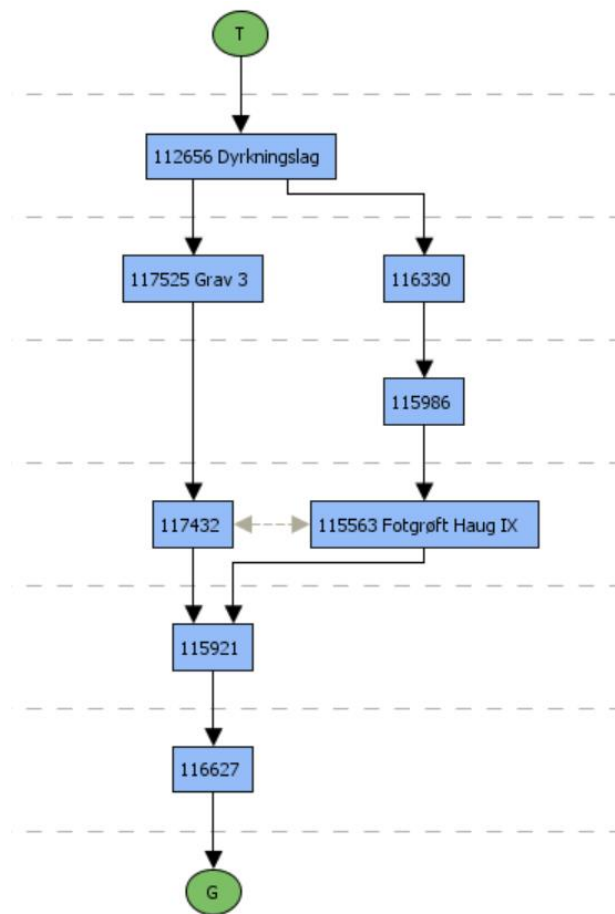 T
112656 Dyrkningslag
117525 Grav 3
116330
115986
117432
115563 Fotgrøft Haug IX
115921
116627
G